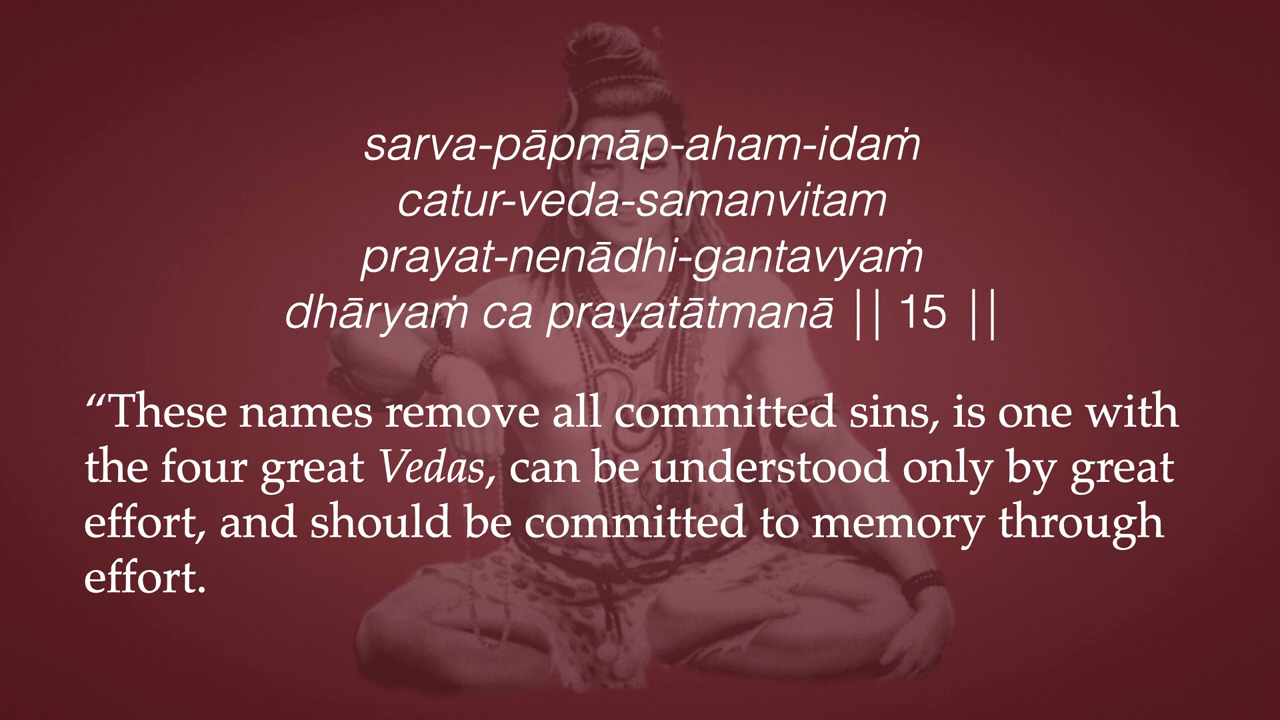 sarva-pāpmāp-aham-idaṁ
catur-veda-samanvitam
prayat-nenādhi-gantavyaṁ
dhāryaṁ ca prayatātmanā || 15 ||
“These names remove all committed sins, is one with
the four great Vedas, can be understood only by great
effort, and should be committed to memory through
effort.